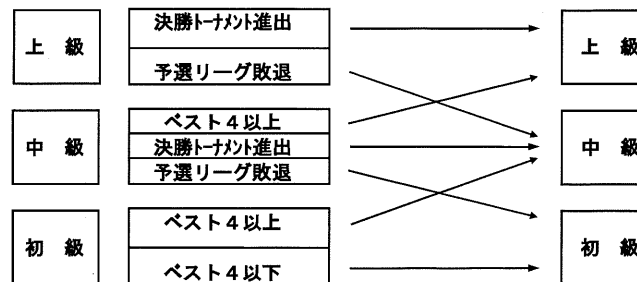 決勝ﾄｰﾅﾒﾝﾄ進出
上 級
上 級
予選リーグ敗退
ベスト４以上
中 級
決勝ﾄｰﾅﾒﾝﾄ進出
中 級
予選リーグ敗退
ベスト４以上
初 級
初 級
ベスト４以下